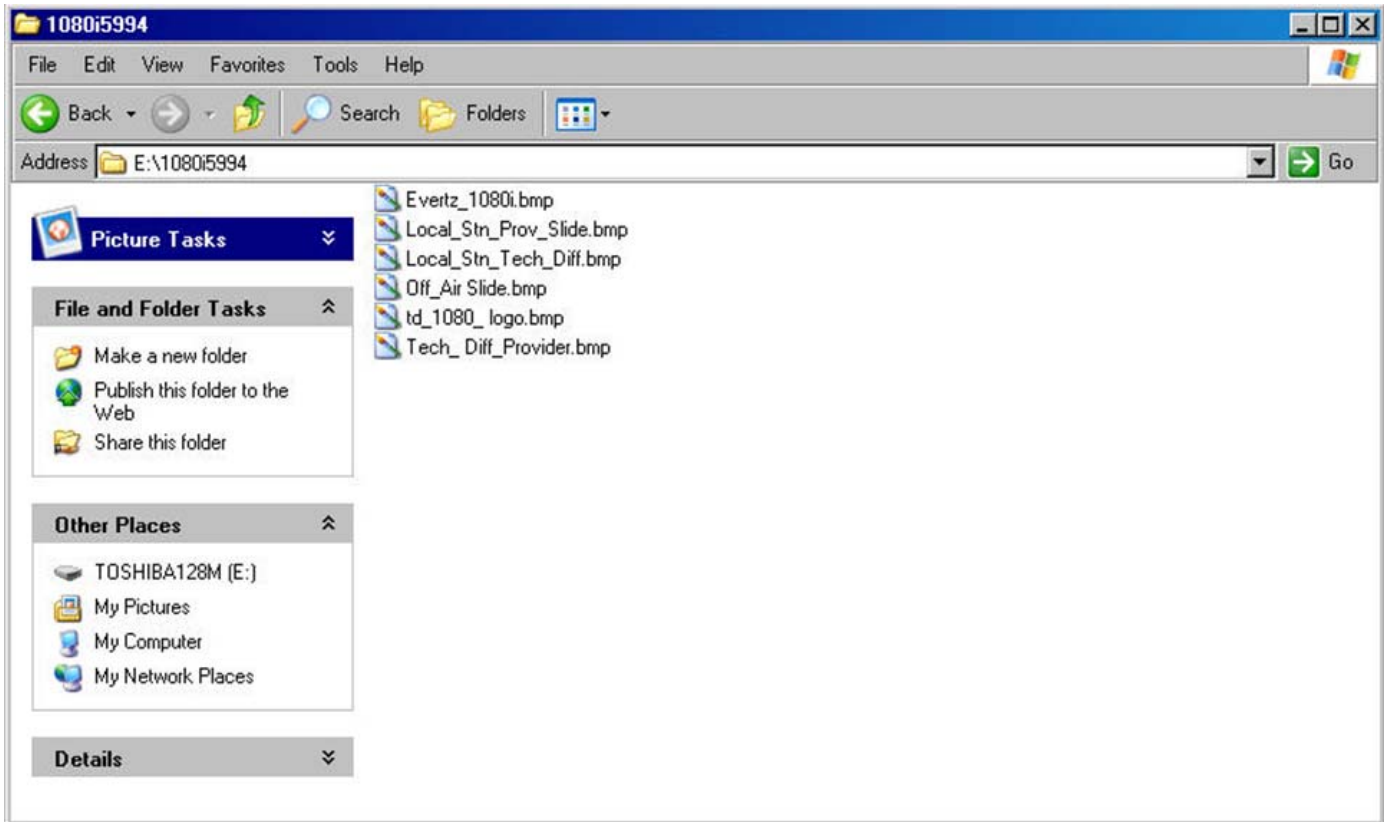 1080i5994
File Edit View Favorites Tools Help
Back Search Folders
Address E:\1080i5994 Go
Picture Tasks
File and Folder Tasks
Make a new folder
Publish this folder to the
Web
Share this folder
Other Places
TOSHIBA128M (E:)
My Pictures
My Computer
My Network Places
Details
Evertz_1080i.bmp
Local_Stn_Prov_Slide.bmp
Local_Stn_Tech_Diff.bmp
Off_Air Slide.bmp
td_1080_ logo.bmp
Tech_ Diff_Provider.bmp